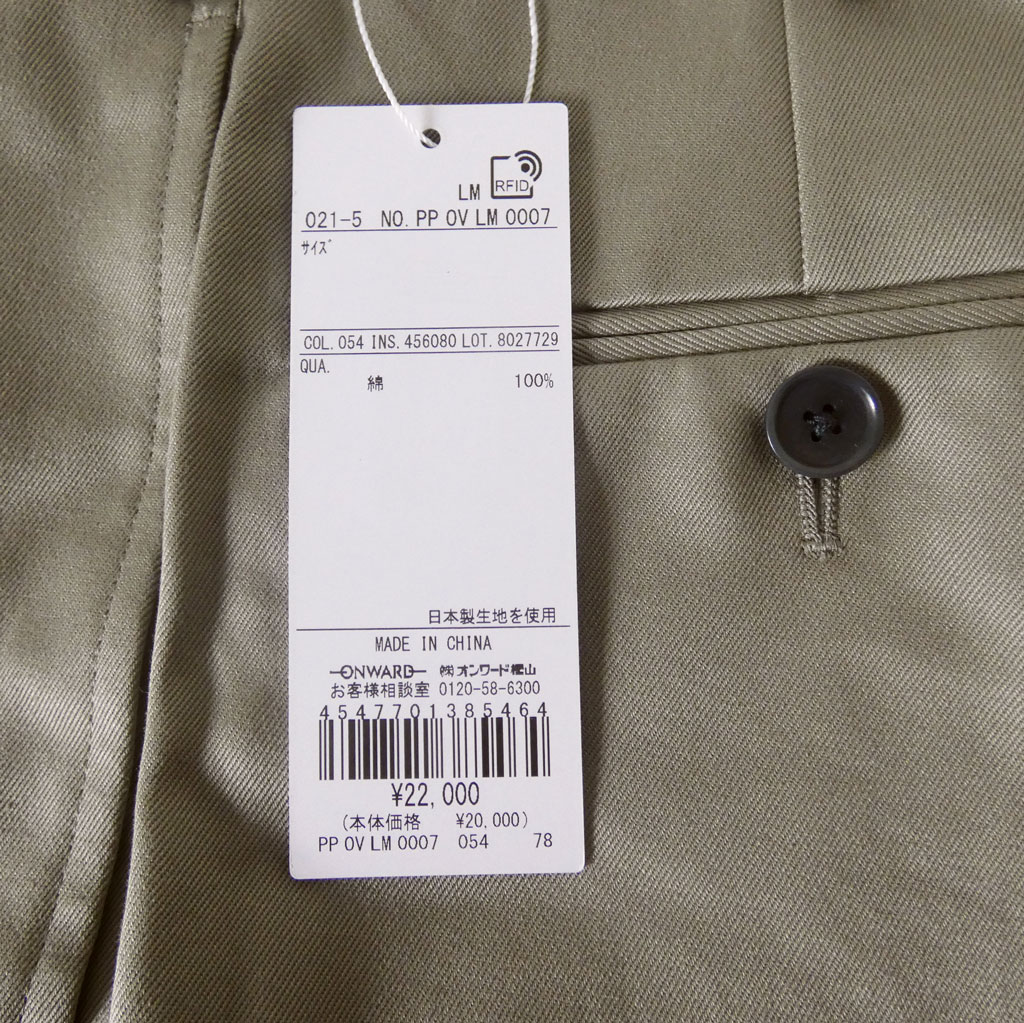 LM RFID
021-5 NO. PP OV LM 0007
ｻｲｽﾞ
COL. 054 INS. 456080 LOT. 8027729
QUA.
綿 100%
日本製生地を使用
MADE IN CHINA
ONWARD ㈱オンワード樫山
お客様相談室 0120-58-6300
4547701385464
¥22,000
(本体価格 ¥20,000)
PP OV LM 0007 054 78